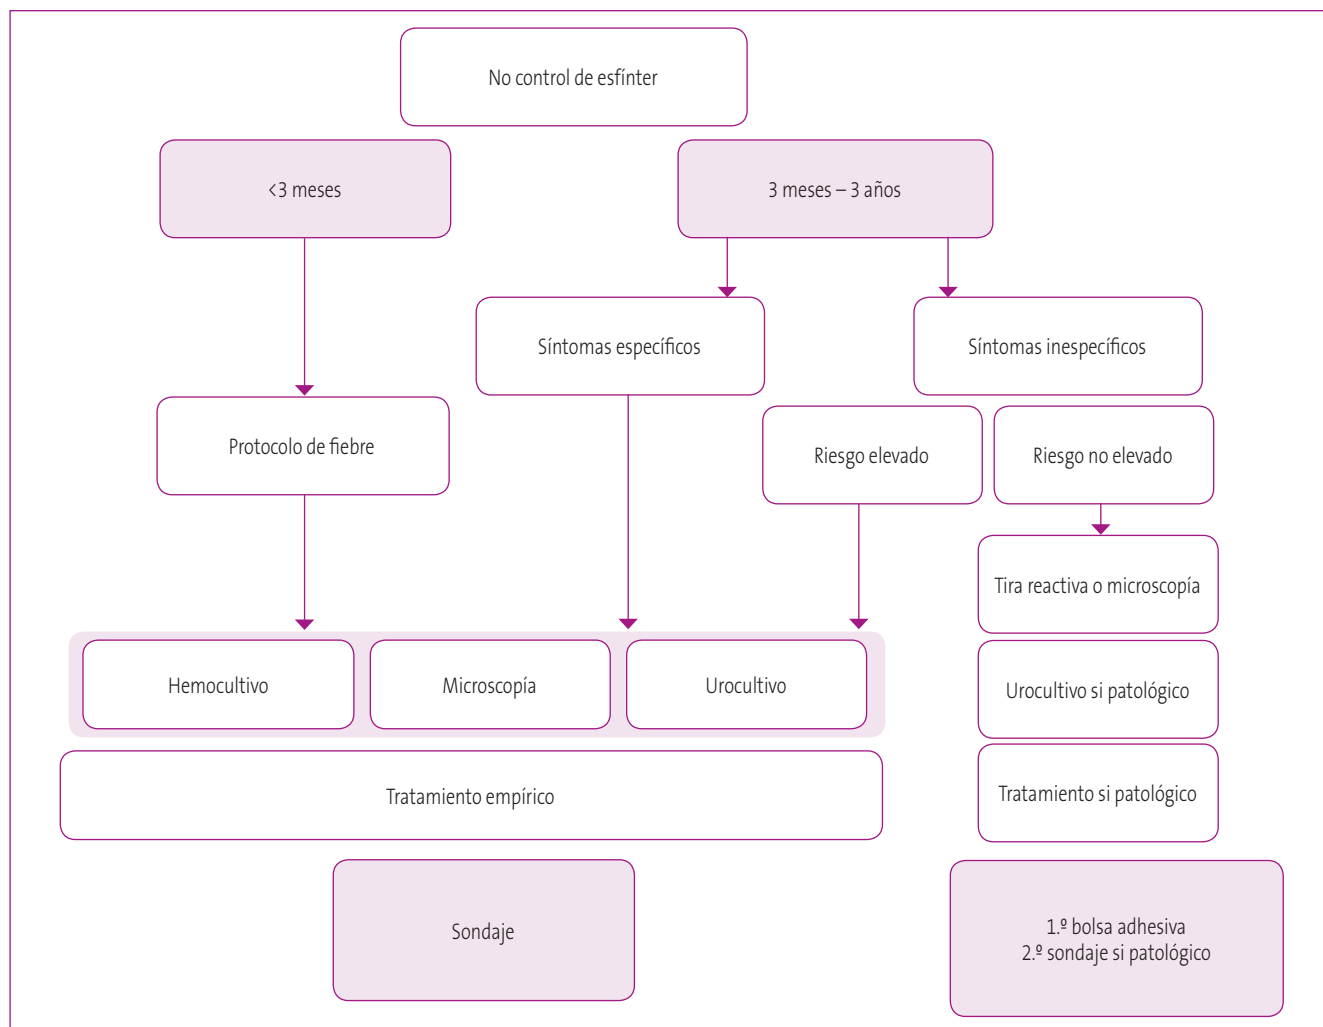 No control de esfínter
<3 meses
3 meses – 3 años
Síntomas específicos
Síntomas inespecíficos
Protocolo de fiebre
Riesgo elevado
Riesgo no elevado
Tira reactiva o microscopía
Hemocultivo
Microscopía
Urocultivo
Urocultivo si patológico
Tratamiento empírico
Tratamiento si patológico
Sondaje
1.º bolsa adhesiva
2.º sondaje si patológico